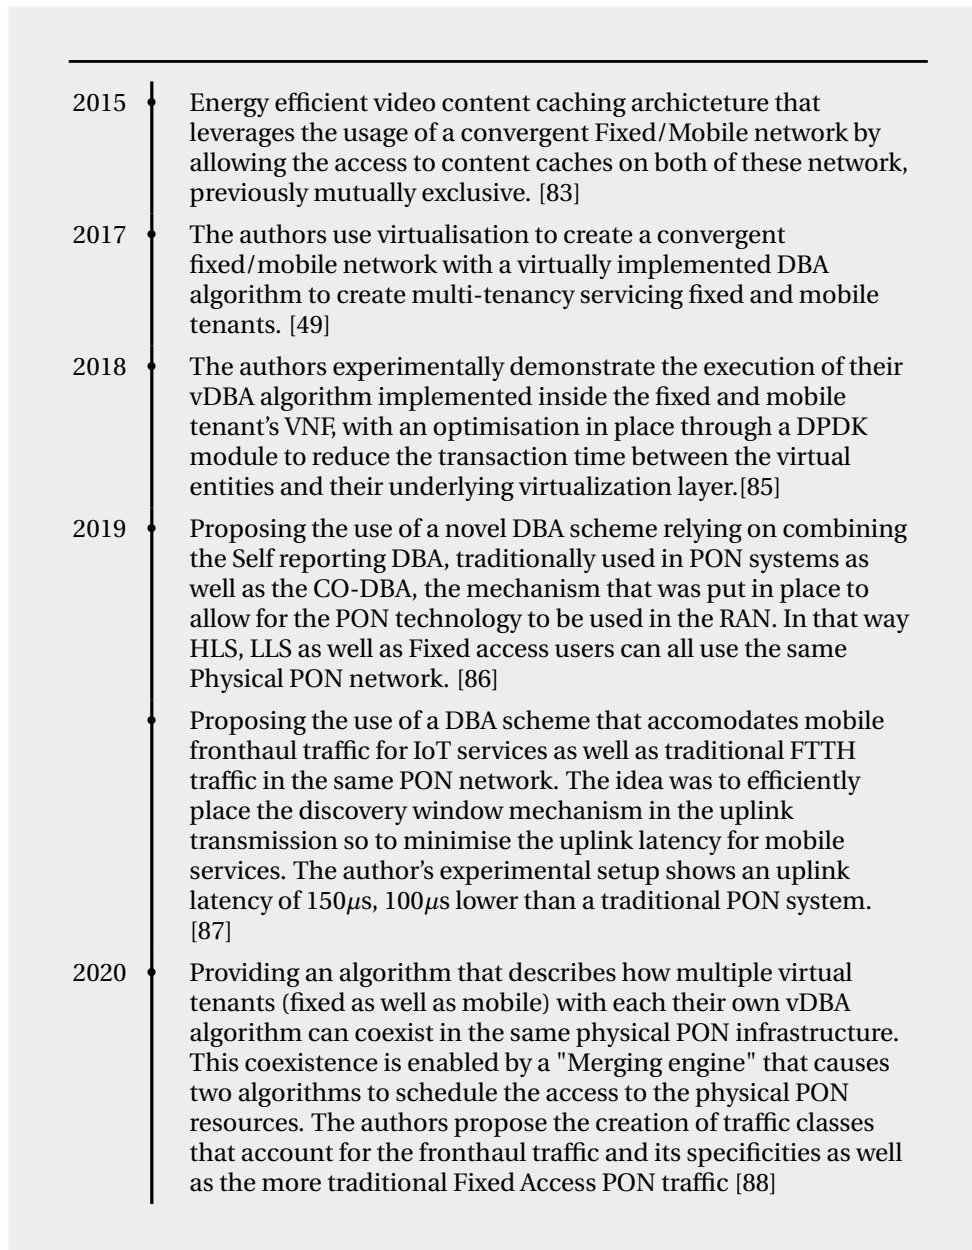 2015 Energy efficient video content caching archicteture that
leverages the usage of a convergent Fixed/Mobile network by
allowing the access to content caches on both of these network,
previously mutually exclusive. [83]
2017 The authors use virtualisation to create a convergent
fixed/mobile network with a virtually implemented DBA
algorithm to create multi-tenancy servicing fixed and mobile
tenants. [49]
2018 The authors experimentally demonstrate the execution of their
vDBA algorithm implemented inside the fixed and mobile
tenant's VNF, with an optimisation in place through a DPDK
module to reduce the transaction time between the virtual
entities and their underlying virtualization layer.[85]
2019 Proposing the use of a novel DBA scheme relying on combining
the Self reporting DBA, traditionally used in PON systems as
well as the CO-DBA, the mechanism that was put in place to
allow for the PON technology to be used in the RAN. In that way
HLS, LLS as well as Fixed access users can all use the same
Physical PON network. [86]
Proposing the use of a DBA scheme that accomodates mobile
fronthaul traffic for IoT services as well as traditional FTTH
traffic in the same PON network. The idea was to efficiently
place the discovery window mechanism in the uplink
transmission so to minimise the uplink latency for mobile
services. The author's experimental setup shows an uplink
latency of 150μs, 100μs lower than a traditional PON system.
[87]
2020 Providing an algorithm that describes how multiple virtual
tenants (fixed as well as mobile) with each their own vDBA
algorithm can coexist in the same physical PON infrastructure.
This coexistence is enabled by a "Merging engine" that causes
two algorithms to schedule the access to the physical PON
resources. The authors propose the creation of traffic classes
that account for the fronthaul traffic and its specificities as well
as the more traditional Fixed Access PON traffic [88]